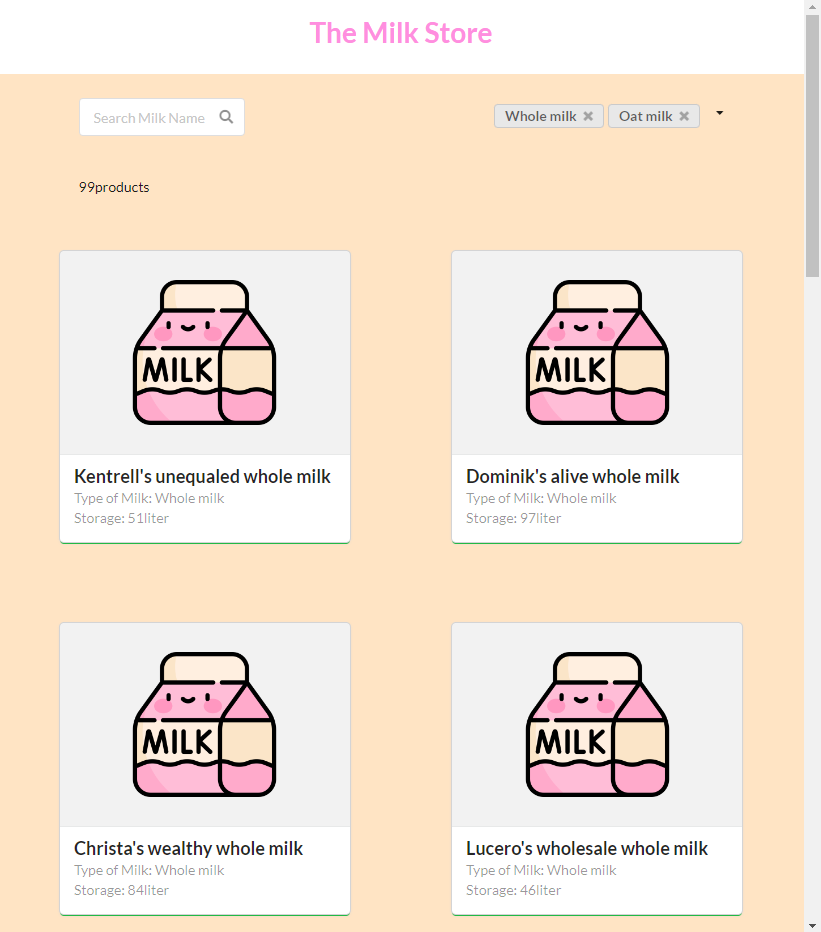 The Milk Store
Search Milk Name
Whole milk
Oat milk
99products
MILK
MILK
Kentrell's unequaled whole milk
Type of Milk: Whole milk
Storage: 51liter
Dominik's alive whole milk
Type of Milk: Whole milk
Storage: 97liter
MILK
MILK
Christa's wealthy whole milk
Type of Milk: Whole milk
Storage: 84liter
Lucero's wholesale whole milk
Type of Milk: Whole milk
Storage: 46liter